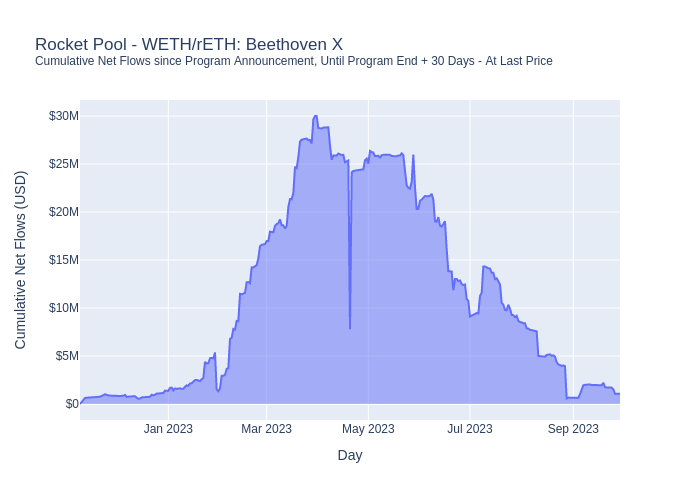 Rocket Pool - WETH/rETH: Beethoven X
Cumulative Net Flows since Program Announcement, Until Program End + 30 Days - At Last Price
Cumulative Net Flows (USD)
$30M
$25M
$20M
$15M
$10M
$5M
$0
Jan 2023
Mar 2023
May 2023
Jul 2023
Sep 2023
Day